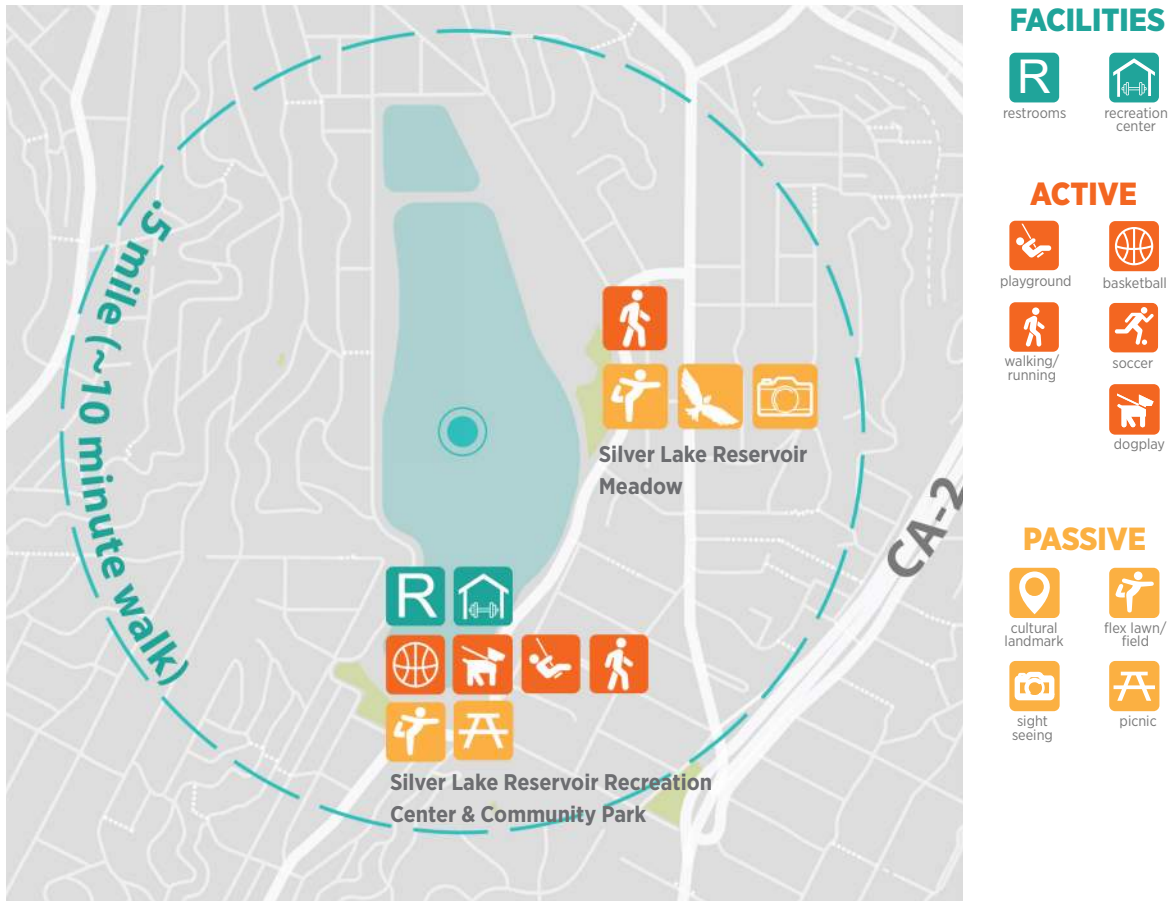 .5 mile (~10 minute walk)
Silver Lake Reservoir
Meadow
CA-2
R
Silver Lake Reservoir Recreation
Center & Community Park
FACILITIES
R
restrooms
recreation
center
ACTIVE
playground
basketball
walking/
running
soccer
dogplay
PASSIVE
cultural
landmark
flex lawn/
field
sight
seeing
picnic